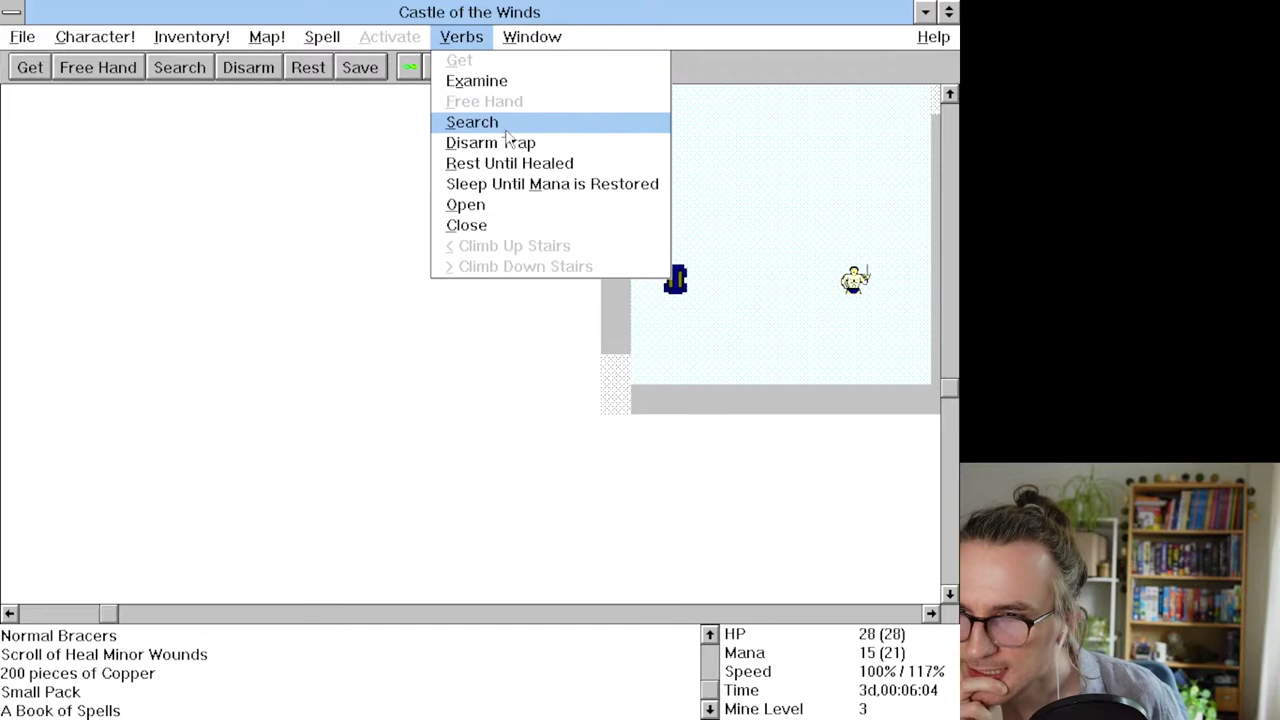 Castle of the Winds
File Character! Inventory! Map! Spell Activate Verbs Window Help
Get Free Hand Search Disarm Rest Save
Get
Examine
Free Hand
Search
Disarm rap
Rest Until Healed
Sleep Until Mana is Restored
Open
Close
< Climb Up Stairs
> Climb Down Stairs
Normal Bracers
Scroll of Heal Minor Wounds
200 pieces of Copper
Small Pack
A Book of Spells
HP 28 (28)
Mana 15 (21)
Speed 100% / 117%
Time 3d,00:06:04
Mine Level 3